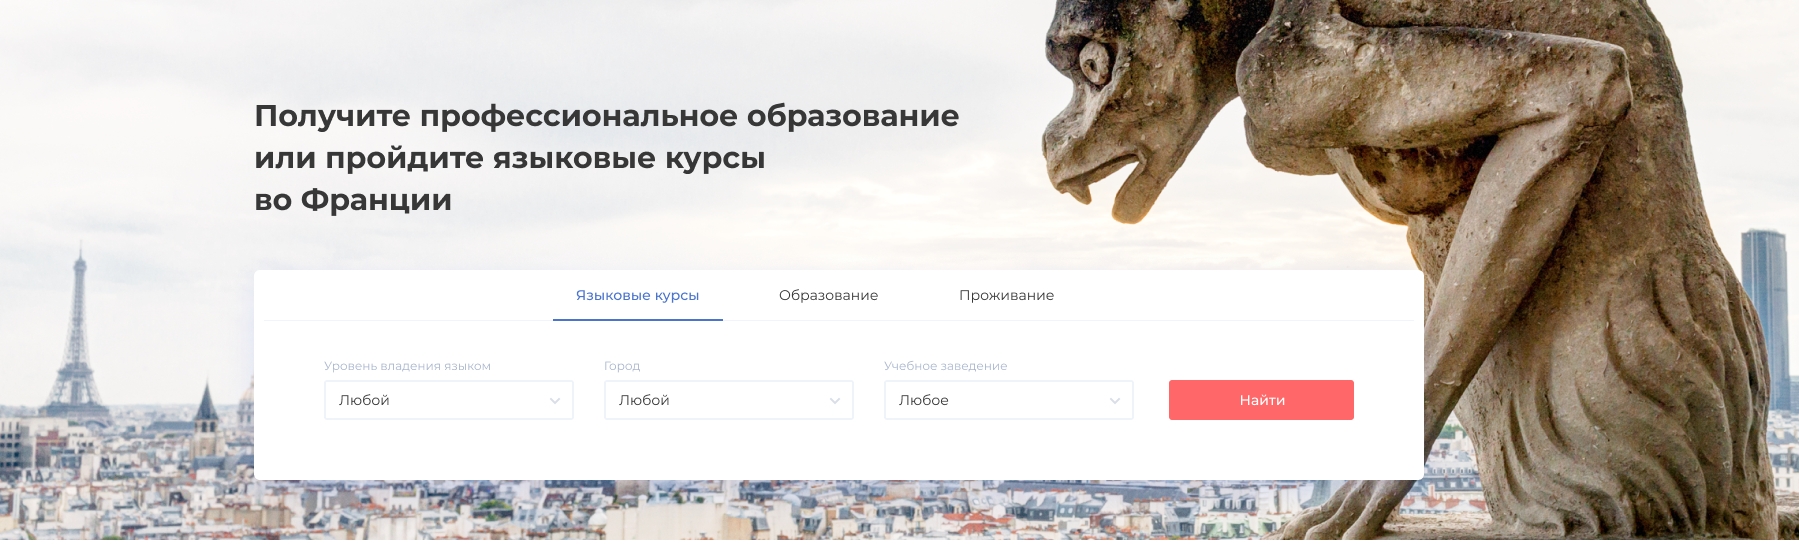 Получите профессиональное образование
или пройдите языковые курсы
во Франции
Языковые курсы
Образование
Проживание
Уровень владения языком
Город
Учебное заведение
Любой
Любой
Любое
Найти